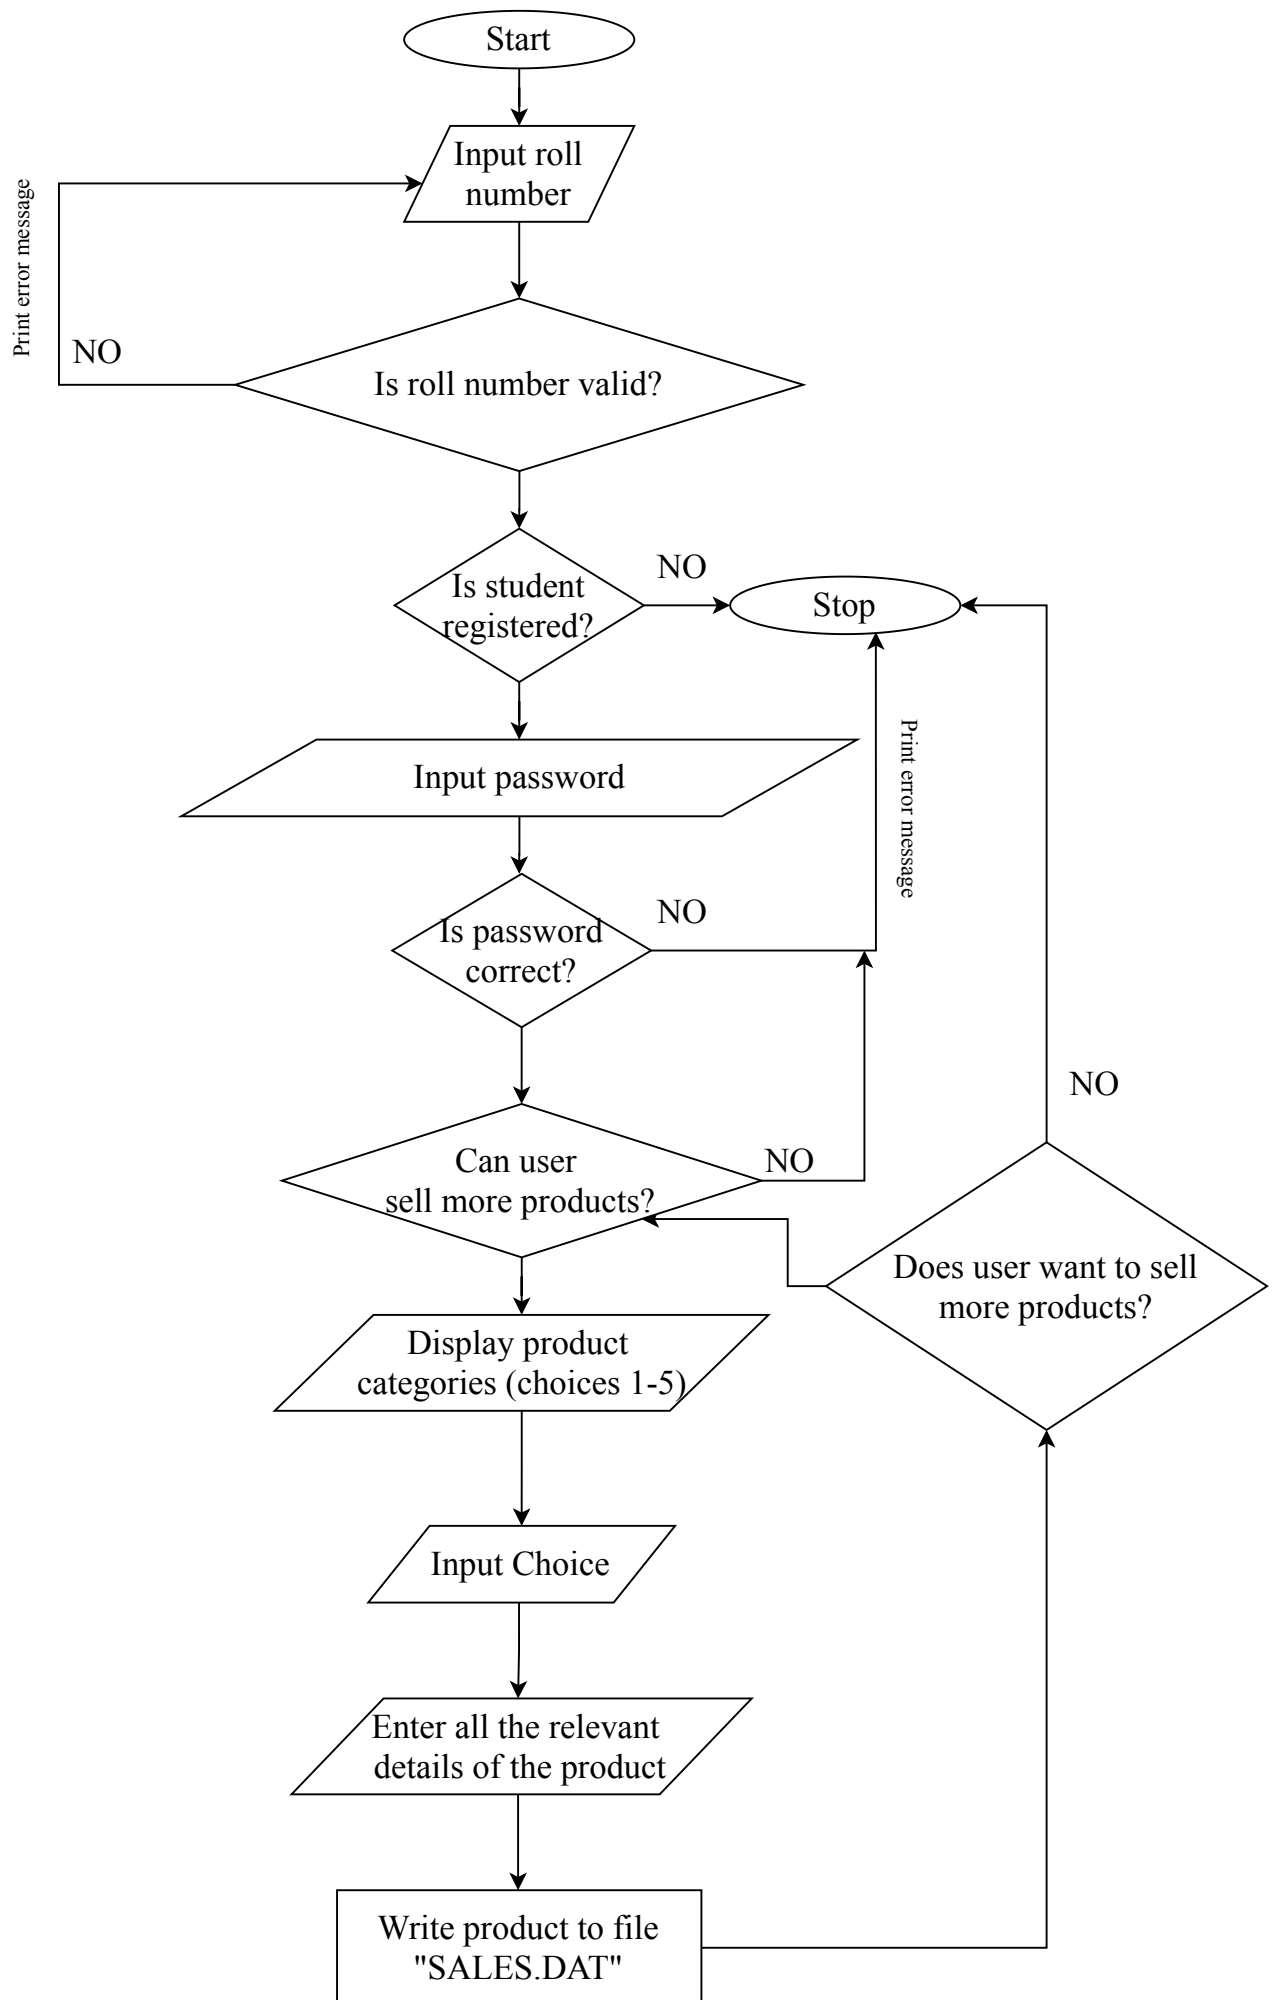 Start
Input roll
number
Print error message
NO
Is roll number valid?
Is student
registered?
NO
Stop
Input password
Print error message
Is password
correct?
NO
NO
Can user
sell more products?
NO
Does user want to sell
more products?
Display product
categories (choices 1-5)
Input Choice
Enter all the relevant
details of the product
Write product to file
"SALES.DAT"